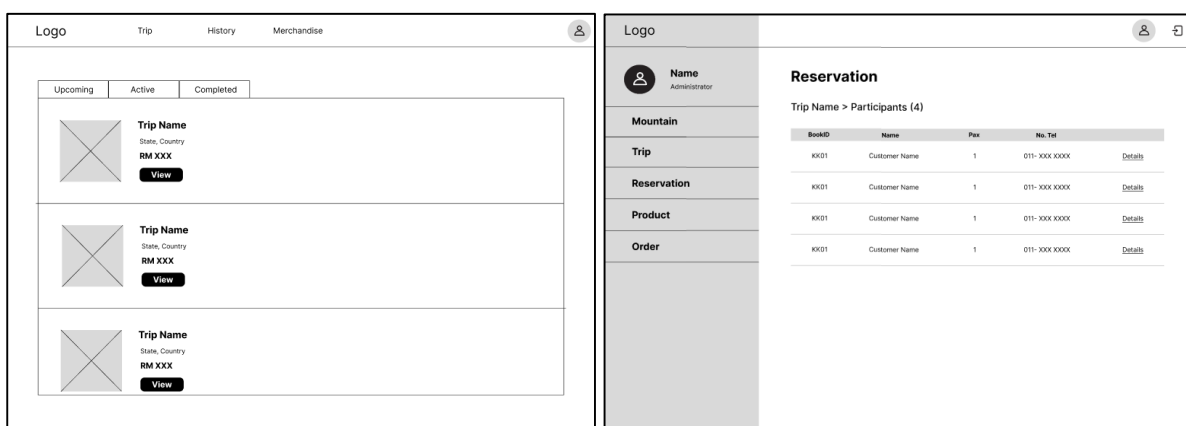 Logo Trip History Merchandise
Upcoming Active Completed
Trip Name
State, Country
RM XXX
View
Trip Name
State, Country
RM XXX
View
Trip Name
State, Country
RM XXX
View
Logo
Name
Administrator
Mountain
Trip
Reservation
Product
Order
Reservation
Trip Name > Participants (4)
BookID Name Pax No. Tel
KK01 Customer Name 1 011- XXX XXXX Details
KK01 Customer Name 1 011- XXX XXXX Details
KK01 Customer Name 1 011- XXX XXXX Details
KK01 Customer Name 1 011- XXX XXXX Details